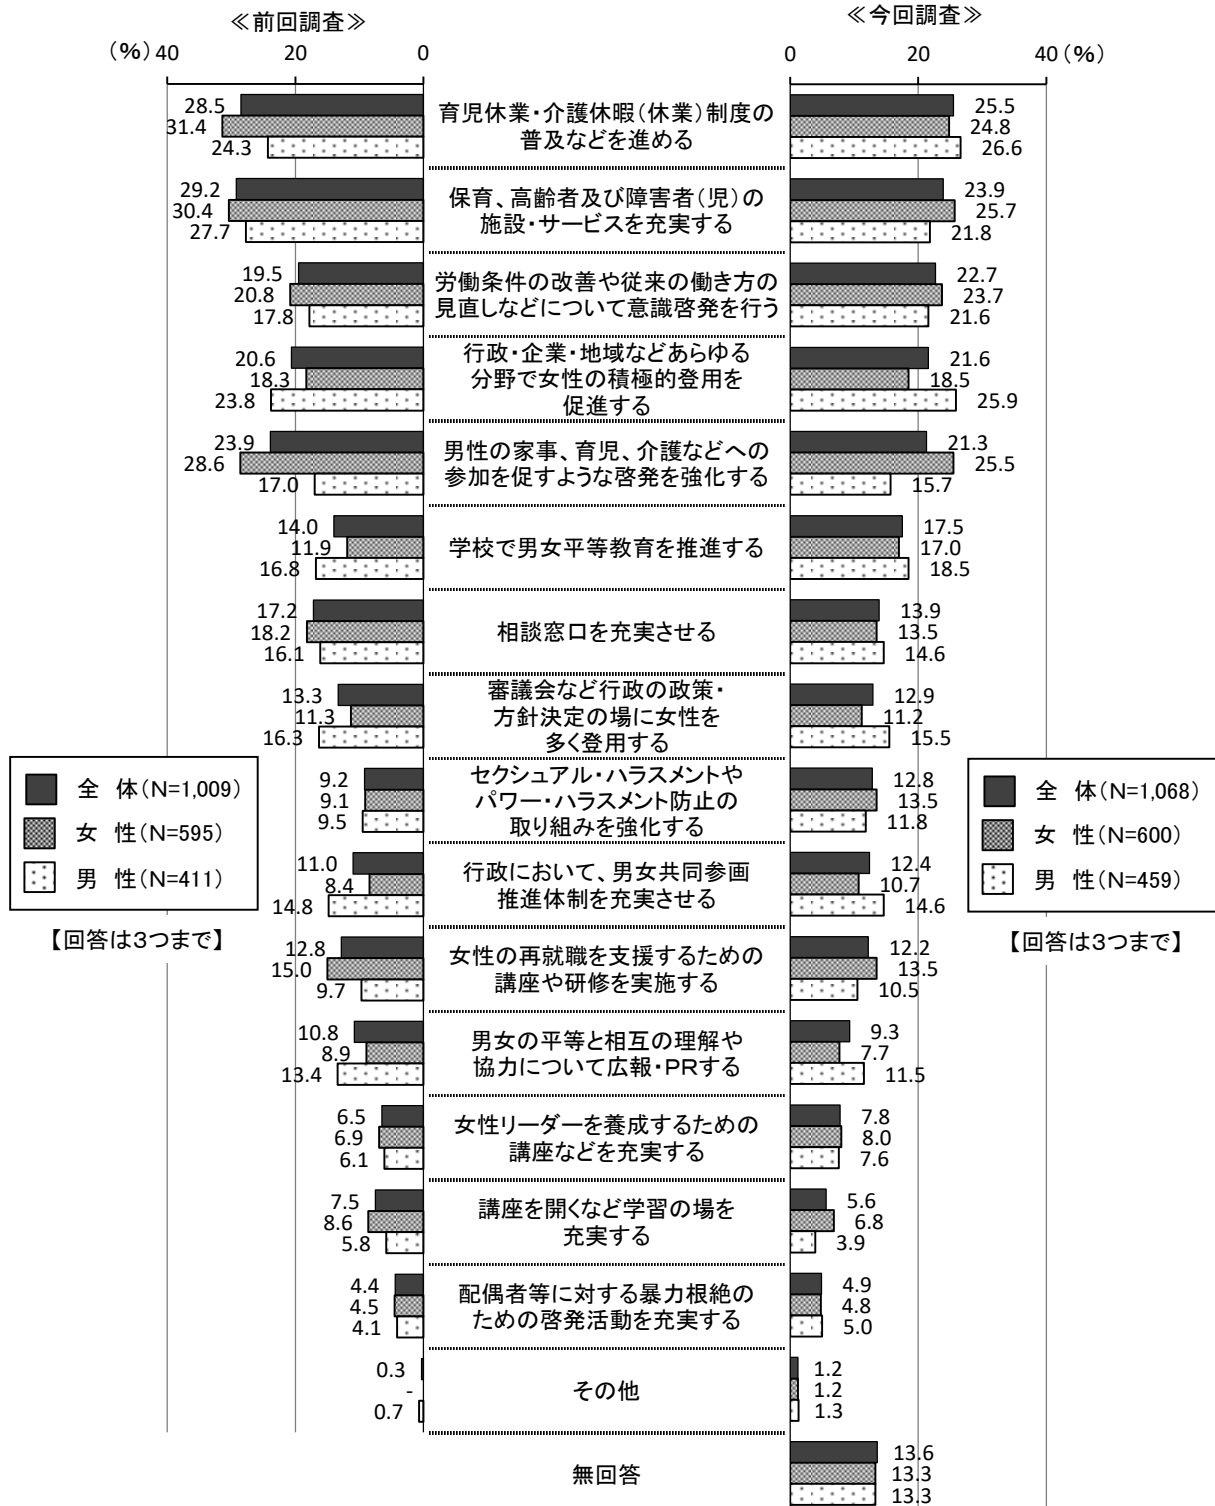 ≪前回調査≫
≪今回調査≫
(%) 40 20 0
0 20 40 (%)
28.5
31.4
24.3
育児休業・介護休暇(休業)制度の
普及などを進める
25.5
24.8
26.6
29.2
30.4
27.7
保育、高齢者及び障害者(児)の
施設・サービスを充実する
23.9
25.7
21.8
19.5
20.8
17.8
労働条件の改善や従来の働き方の
見直しなどについて意識啓発を行う
22.7
23.7
21.6
20.6
18.3
23.8
行政・企業・地域などあらゆる
分野で女性の積極的登用を
促進する
21.6
18.5
25.9
23.9
28.6
17.0
男性の家事、育児、介護などへの
参加を促すような啓発を強化する
21.3
25.5
15.7
14.0
11.9
16.8
学校で男女平等教育を推進する
17.5
17.0
18.5
17.2
18.2
16.1
相談窓口を充実させる
13.9
13.5
14.6
13.3
11.3
16.3
審議会など行政の政策・
方針決定の場に女性を
多く登用する
12.9
11.2
15.5
9.2
9.1
9.5
セクシュアル・ハラスメントや
パワー・ハラスメント防止の
取り組みを強化する
12.8
13.5
11.8
11.0
8.4
14.8
行政において、男女共同参画
推進体制を充実させる
12.4
10.7
14.6
12.8
15.0
9.7
女性の再就職を支援するための
講座や研修を実施する
12.2
13.5
10.5
10.8
8.9
13.4
男女の平等と相互の理解や
協力について広報・PRする
9.3
7.7
11.5
6.5
6.9
6.1
女性リーダーを養成するための
講座などを充実する
7.8
8.0
7.6
7.5
8.6
5.8
講座を開くなど学習の場を
充実する
5.6
6.8
3.9
4.4
4.5
4.1
配偶者等に対する暴力根絶の
ための啓発活動を充実する
4.9
4.8
5.0
0.3
-
0.7
その他
1.2
1.2
1.3
無回答
13.6
13.3
13.3
全 体(N=1,009)
女 性(N=595)
男 性(N=411)
【回答は3つまで】
全 体(N=1,068)
女 性(N=600)
男 性(N=459)
【回答は3つまで】